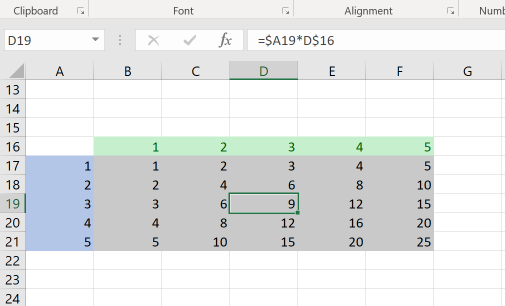 Clipboard Font Alignment Numb
D19 fx =$A19*D$16
A B C D E F G
13
14
15
16 1 2 3 4 5
17 1 1 2 3 4 5
18 2 2 4 6 8 10
19 3 3 6 9 12 15
20 4 4 8 12 16 20
21 5 5 10 15 20 25
22
23
24